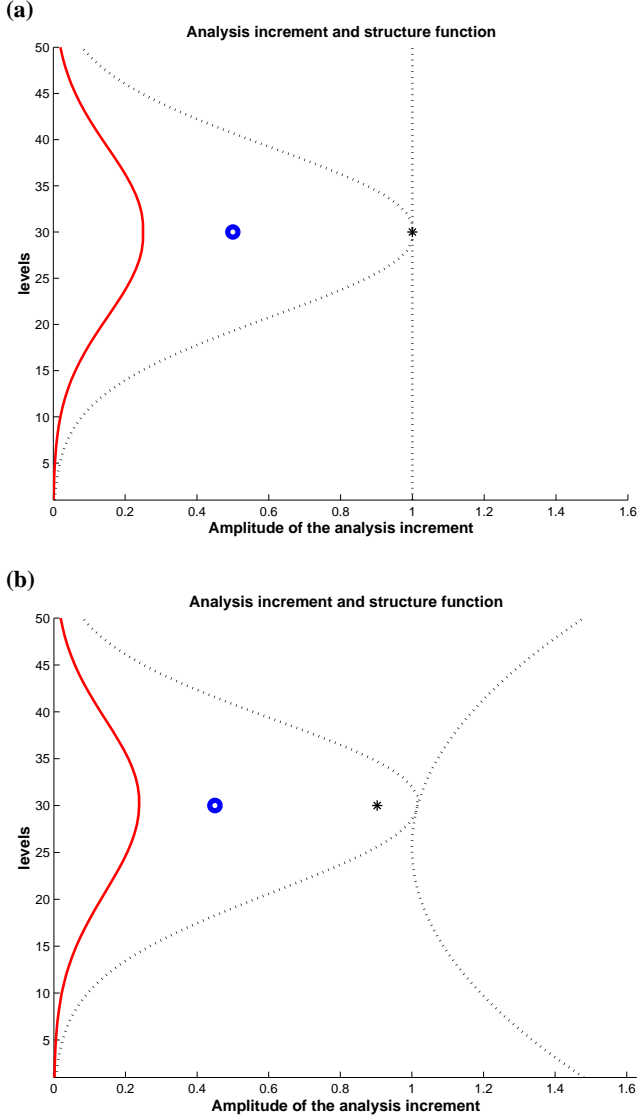 (a)
Analysis increment and structure function
50
45
40
35
30
25
20
15
10
5
levels
0 0.2 0.4 0.6 0.8 1 1.2 1.4 1.6
Amplitude of the analysis increment
(b)
Analysis increment and structure function
50
45
40
35
30
25
20
15
10
5
levels
0 0.2 0.4 0.6 0.8 1 1.2 1.4 1.6
Amplitude of the analysis increment